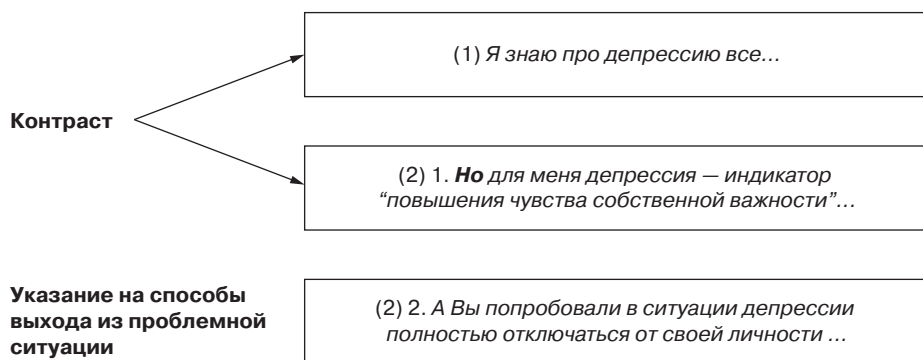 (1) Я знаю про депрессию все…
Контраст
(2) 1. Но для меня депрессия — индикатор
“повышения чувства собственной важности”…
Указание на способы
выхода из проблемной
ситуации
(2) 2. А Вы попробовали в ситуации депрессии
полностью отключаться от своей личности …